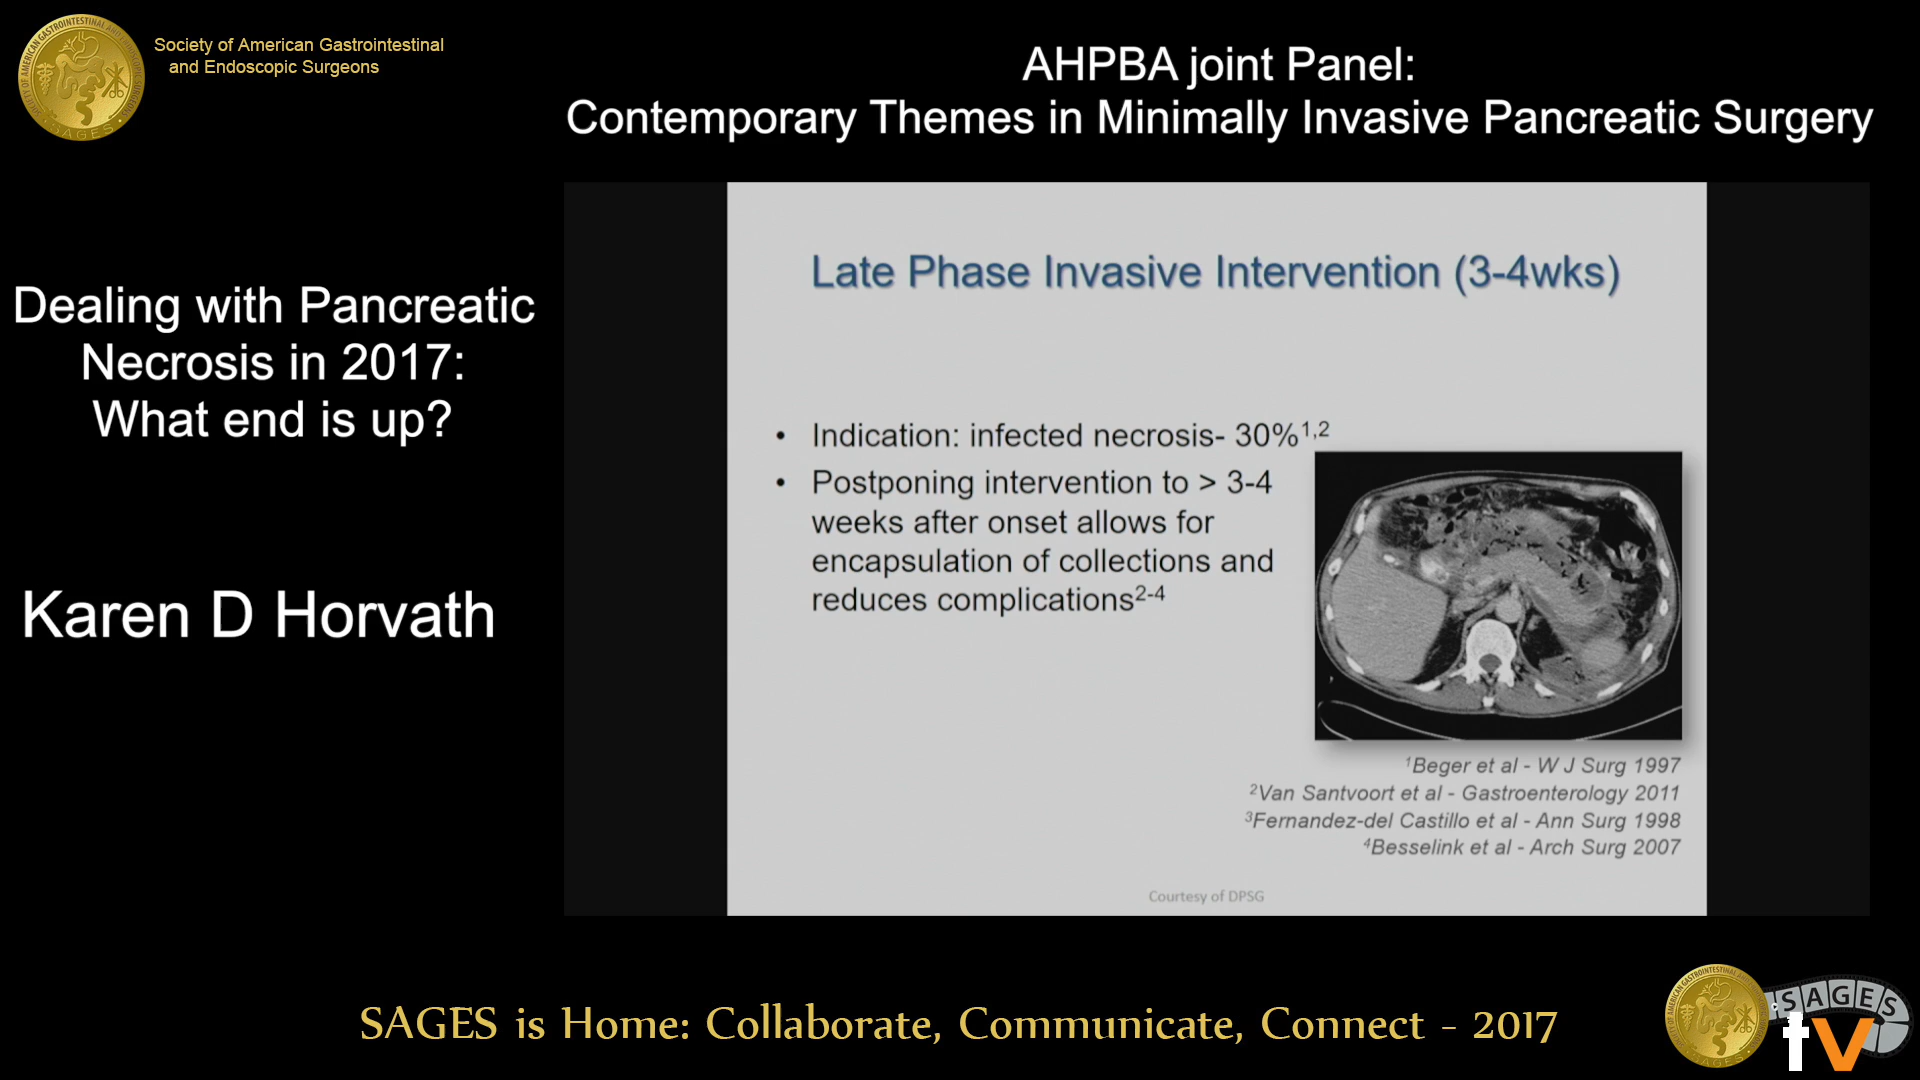 Society of American Gastrointestinal
and Endoscopic Surgeons
AHPBA joint Panel:
Contemporary Themes in Minimally Invasive Pancreatic Surgery
Dealing with Pancreatic
Necrosis in 2017:
What end is up?
Karen D Horvath
Late Phase Invasive Intervention (3-4wks)
• Indication: infected necrosis- 30%1,2
• Postponing intervention to > 3-4
weeks after onset allows for
encapsulation of collections and
reduces complications2-4
1Beger et al - W J Surg 1997
2Van Santvoort et al - Gastroenterology 2011
3Fernandez-del Castillo et al - Ann Surg 1998
4Besselink et al - Arch Surg 2007
Courtesy of DPSG
SAGES is Home: Collaborate, Communicate, Connect - 2017
SAGES
tv